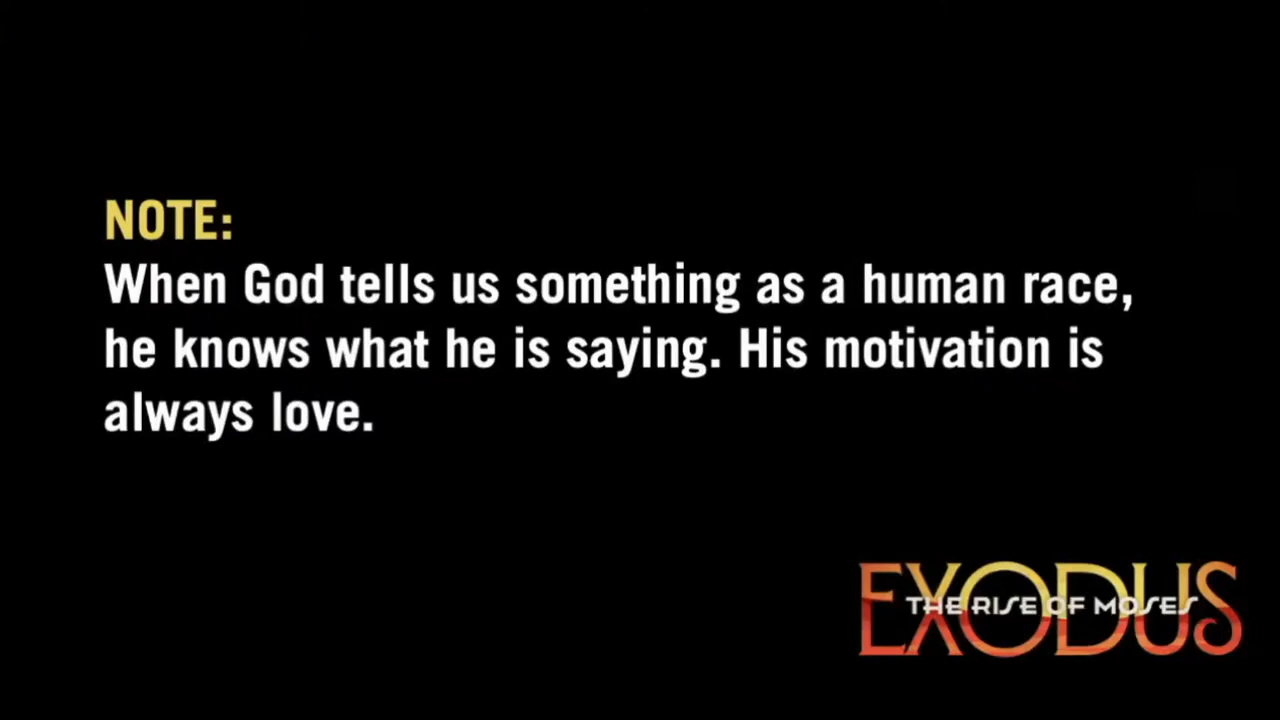 NOTE:
When God tells us something as a human race,
he knows what he is saying. His motivation is
always love.
EXODUS
THE RISE OF MOSES